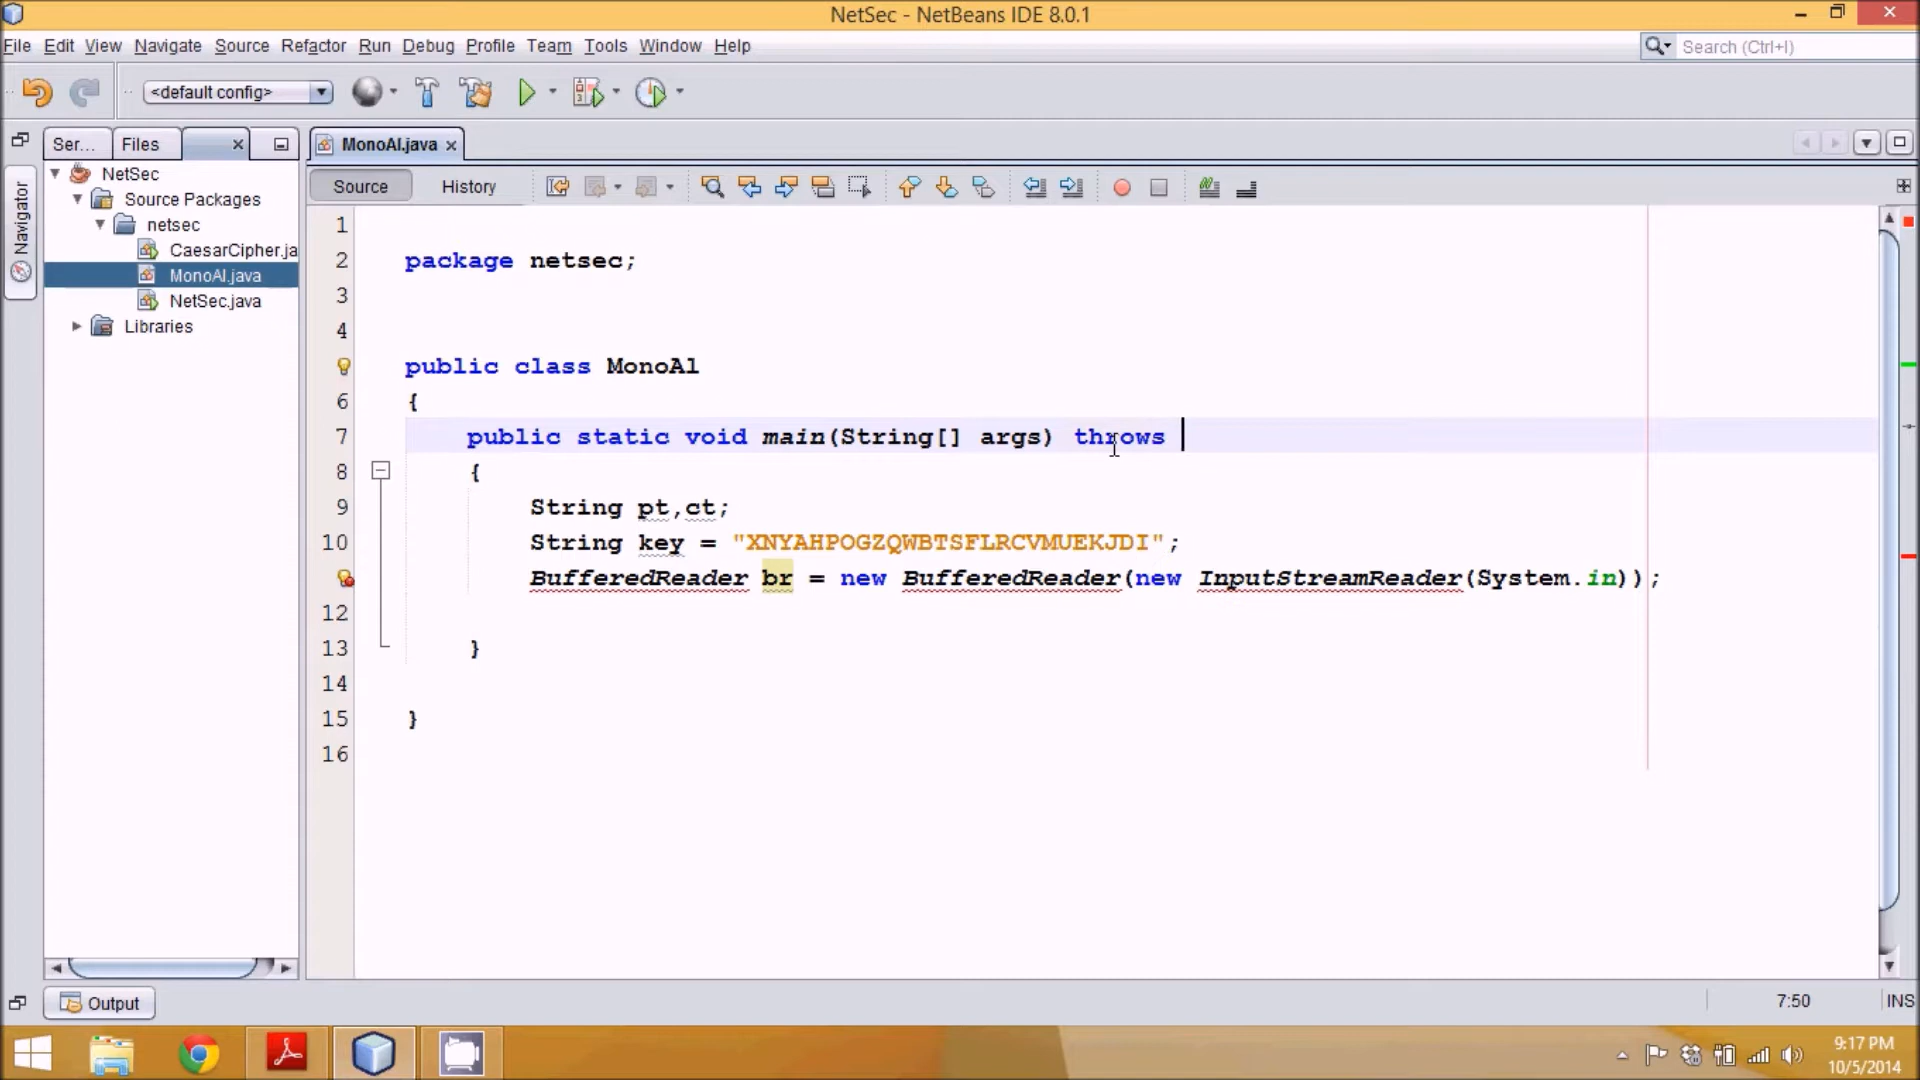 NetSec - NetBeans IDE 8.0.1
File Edit View Navigate Source Refactor Run Debug Profile Team Tools Window Help
Search (Ctrl+I)
<default config>
Ser... Files
MonoAl.java
Navigator
NetSec
Source Packages
netsec
CaesarCipher.ja
MonoAl.java
NetSec.java
Libraries
Source History
1
2 package netsec;
3
4
public class MonoAl
6 {
7 public static void main(String[] args) throws
8 {
9 String pt,ct;
10 String key = "XNYAHPOGZQWBTSFLRCVMUEKJDI";
BufferedReader br = new BufferedReader(new InputStreamReader(System.in));
12
13 }
14
15 }
16
Output
7:50 INS
9:17 PM
10/5/2014